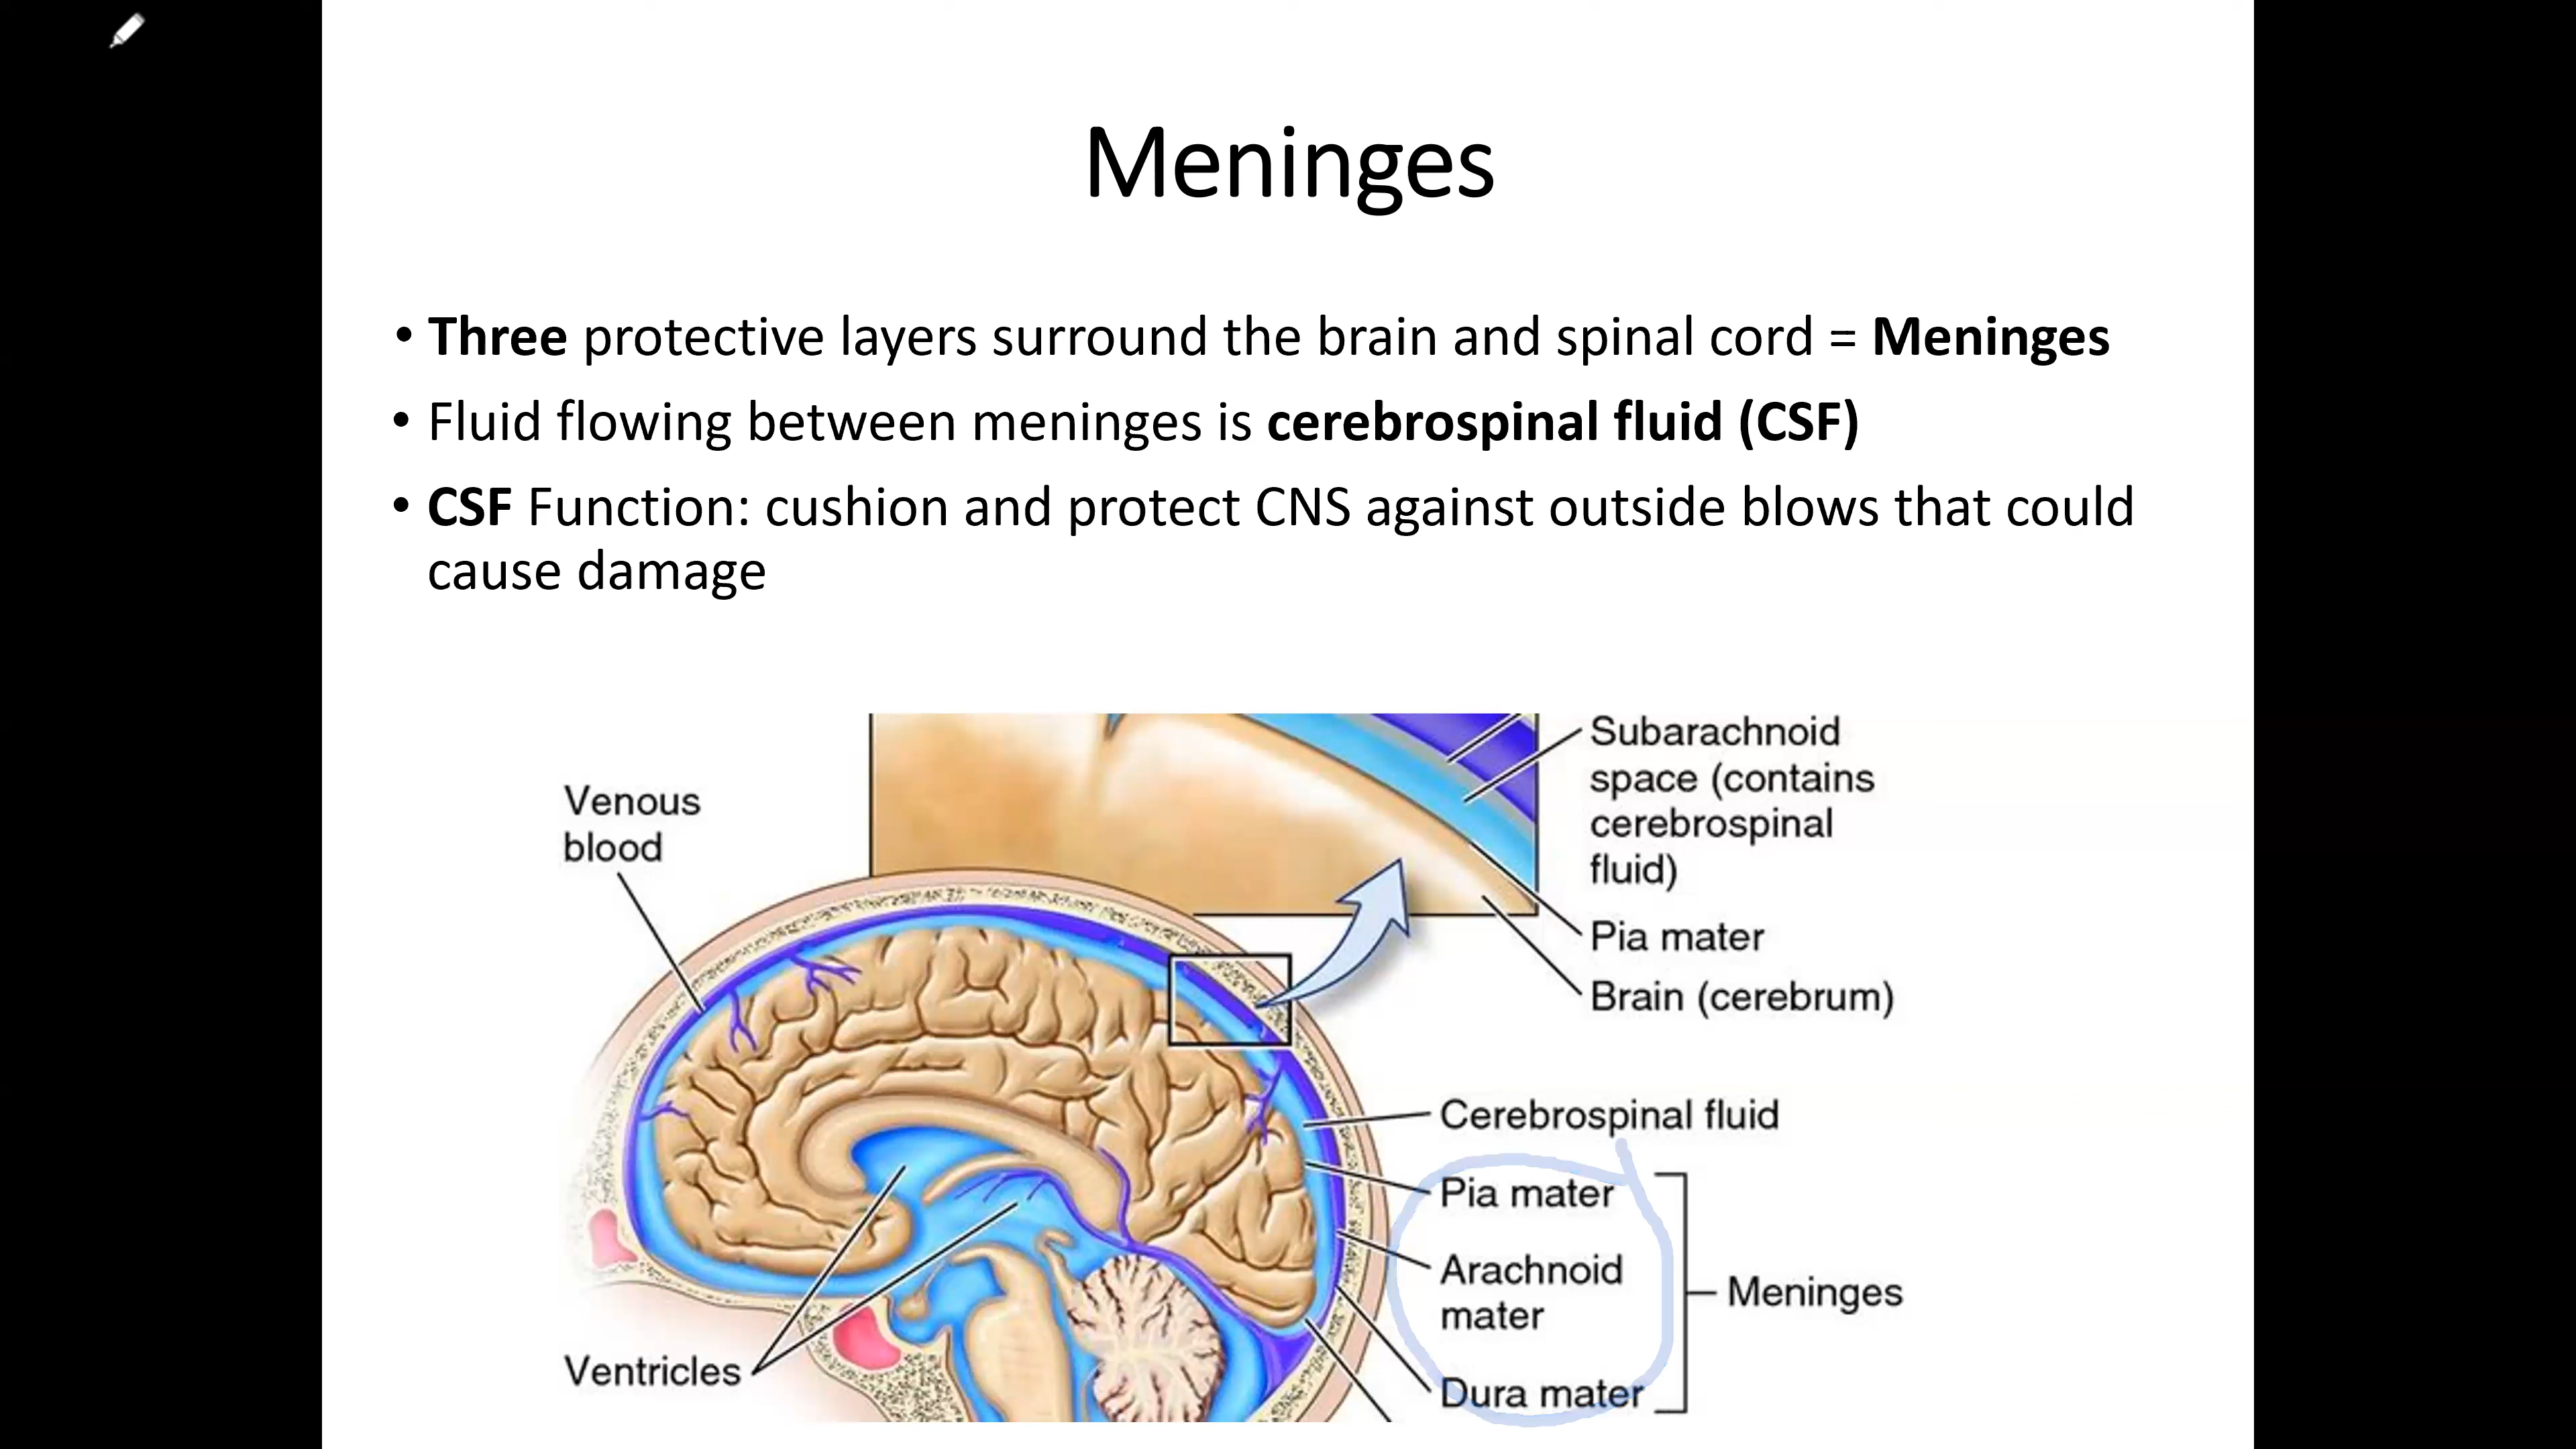 Meninges
• Three protective layers surround the brain and spinal cord = Meninges
• Fluid flowing between meninges is cerebrospinal fluid (CSF)
• CSF Function: cushion and protect CNS against outside blows that could
cause damage
Subarachnoid
space (contains
cerebrospinal
fluid)
Venous
blood
Pia mater
Brain (cerebrum)
Cerebrospinal fluid
Pia mater
Arachnoid
mater
Meninges
Ventricles
Dura mater